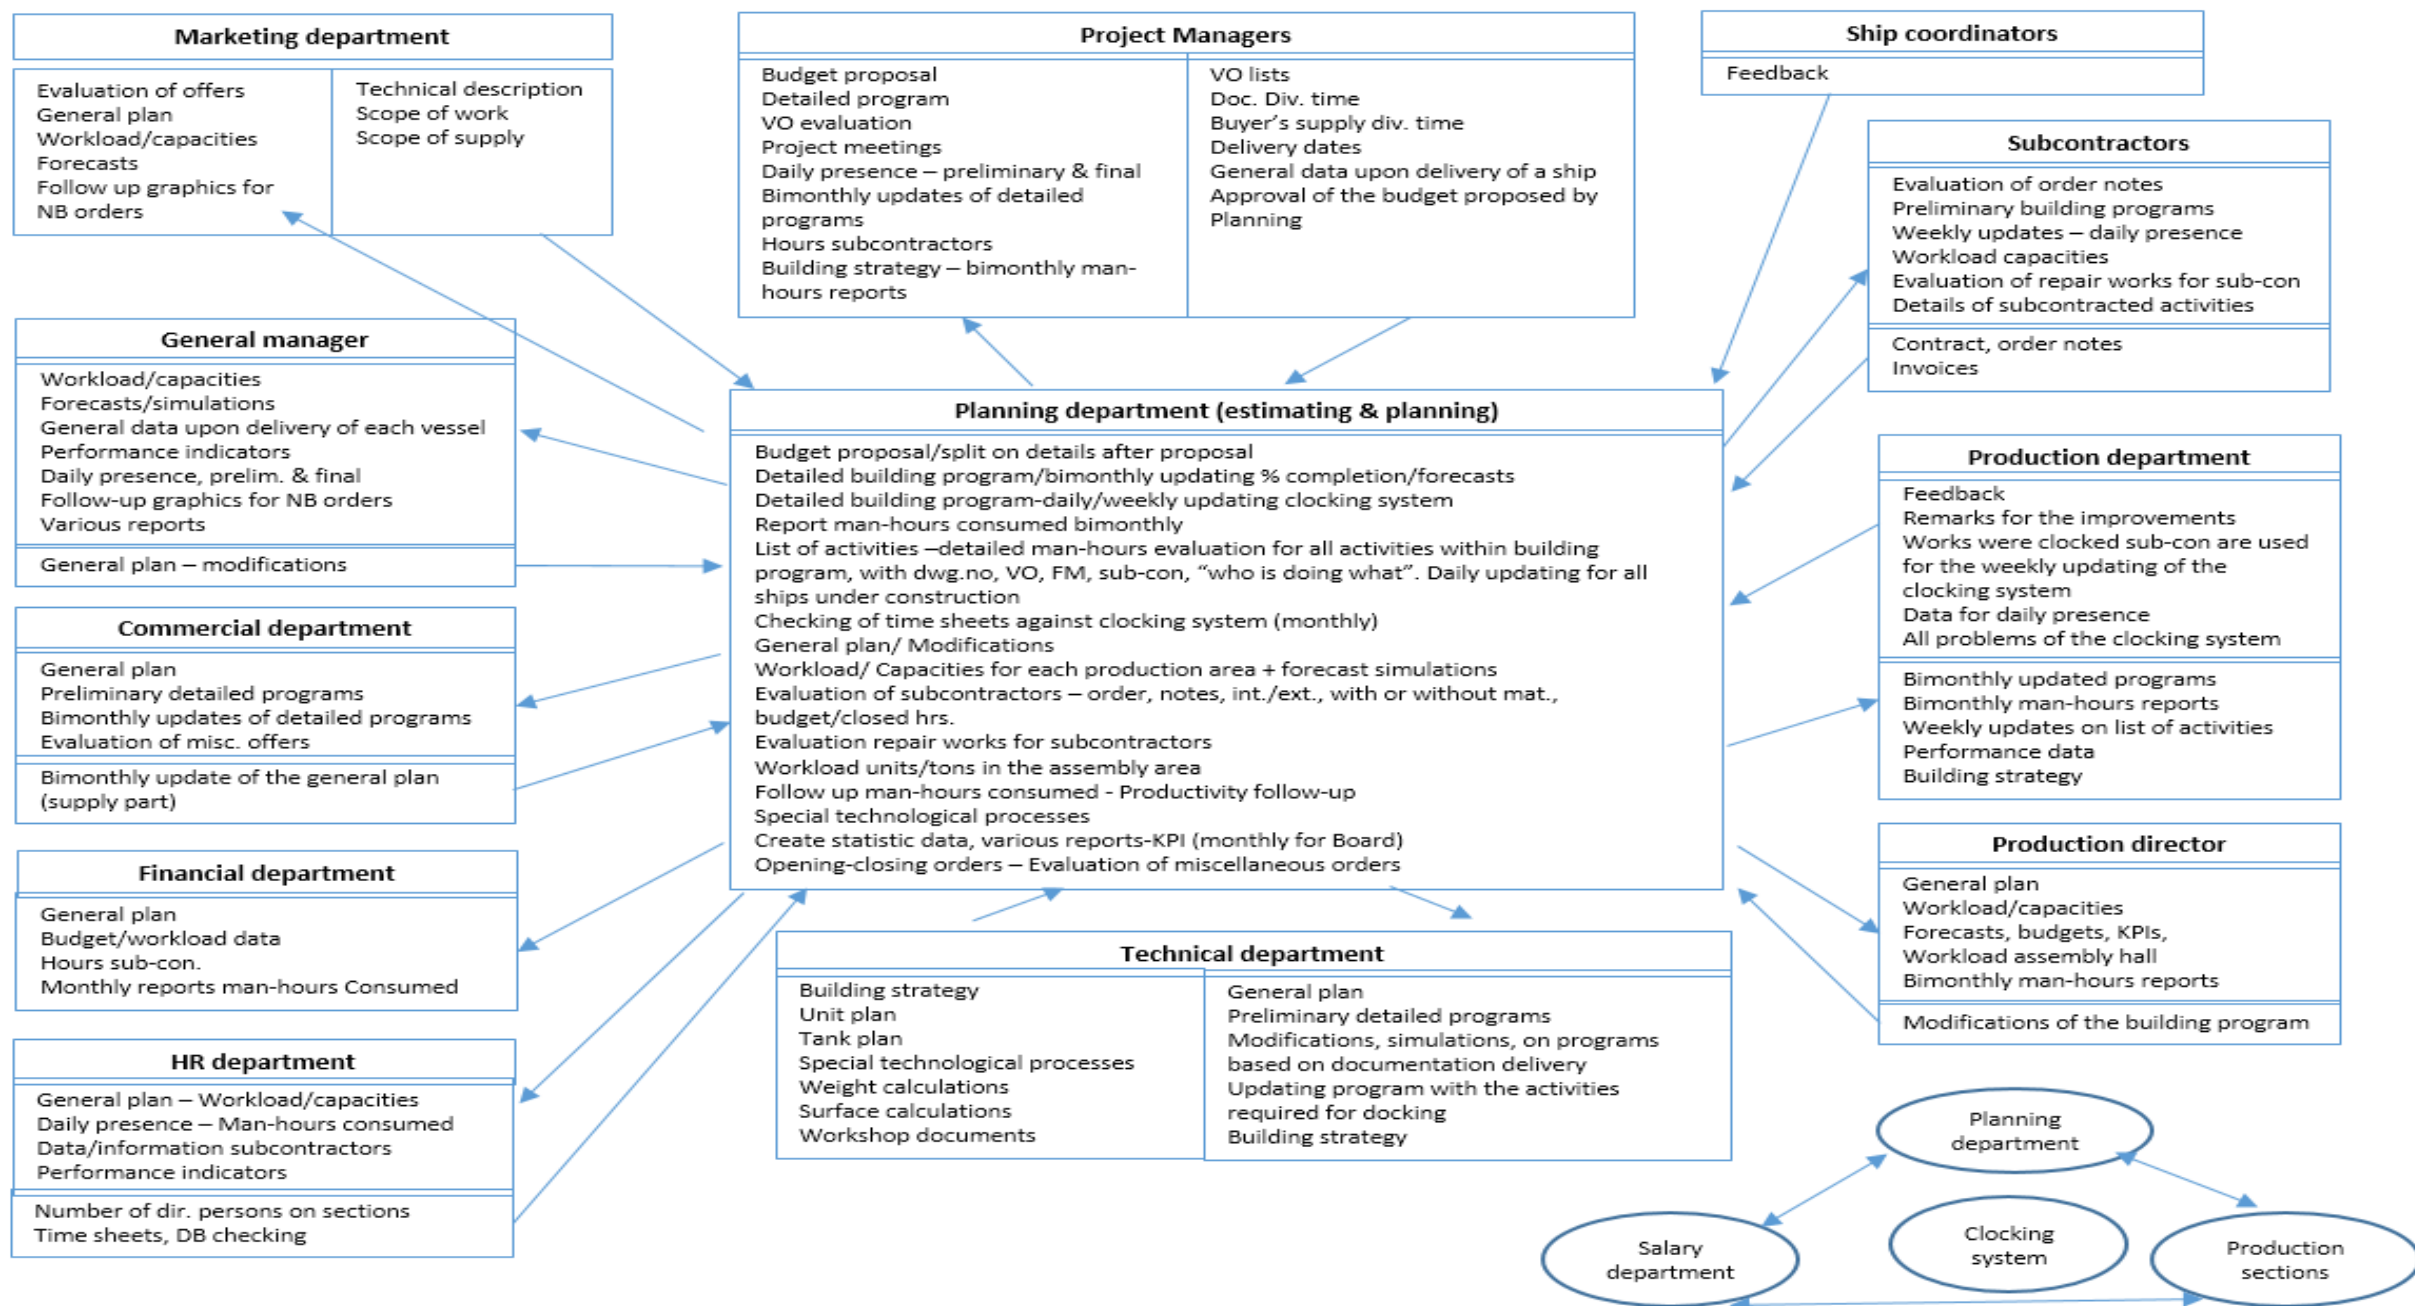 Marketing department
Evaluation of offers
General plan
Workload/capacities
Forecasts
Follow up graphics for
NB orders
Technical description
Scope of work
Scope of supply
Project Managers
Budget proposal
Detailed program
VO evaluation
Project meetings
Daily presence – preliminary & final
Bimonthly updates of detailed
programs
Hours subcontractors
Building strategy – bimonthly man-
hours reports
VO lists
Doc. Div. time
Buyer's supply div. time
Delivery dates
General data upon delivery of a ship
Approval of the budget proposed by
Planning
Ship coordinators
Feedback
Subcontractors
Evaluation of order notes
Preliminary building programs
Weekly updates – daily presence
Workload capacities
Evaluation of repair works for sub-con
Details of subcontracted activities
Contract, order notes
Invoices
General manager
Workload/capacities
Forecasts/simulations
General data upon delivery of each vessel
Performance indicators
Daily presence, prelim. & final
Follow-up graphics for NB orders
Various reports
General plan – modifications
Planning department (estimating & planning)
Budget proposal/split on details after proposal
Detailed building program/bimonthly updating % completion/forecasts
Detailed building program-daily/weekly updating clocking system
Report man-hours consumed bimonthly
List of activities –detailed man-hours evaluation for all activities within building
program, with dwg.no, VO, FM, sub-con, “who is doing what”. Daily updating for all
ships under construction
Checking of time sheets against clocking system (monthly)
General plan/ Modifications
Workload/ Capacities for each production area + forecast simulations
Evaluation of subcontractors – order, notes, int./ext., with or without mat.,
budget/closed hrs.
Evaluation repair works for subcontractors
Workload units/tons in the assembly area
Follow up man-hours consumed - Productivity follow-up
Special technological processes
Create statistic data, various reports-KPI (monthly for Board)
Opening-closing orders – Evaluation of miscellaneous orders
Production department
Feedback
Remarks for the improvements
Works were clocked sub-con are used
for the weekly updating of the
clocking system
Data for daily presence
All problems of the clocking system
Bimonthly updated programs
Bimonthly man-hours reports
Weekly updates on list of activities
Performance data
Building strategy
Commercial department
General plan
Preliminary detailed programs
Bimonthly updates of detailed programs
Evaluation of misc. offers
Bimonthly update of the general plan
(supply part)
Financial department
General plan
Budget/workload data
Hours sub-con.
Monthly reports man-hours Consumed
Production director
General plan
Workload/capacities
Forecasts, budgets, KPIs,
Workload assembly hall
Bimonthly man-hours reports
Modifications of the building program
Technical department
Building strategy
Unit plan
Tank plan
Special technological processes
Weight calculations
Surface calculations
Workshop documents
General plan
Preliminary detailed programs
Modifications, simulations, on programs
based on documentation delivery
Updating program with the activities
required for docking
Building strategy
HR department
General plan – Workload/capacities
Daily presence – Man-hours consumed
Data/information subcontractors
Performance indicators
Number of dir. persons on sections
Time sheets, DB checking
Planning
department
Clocking
system
Salary
department
Production
sections